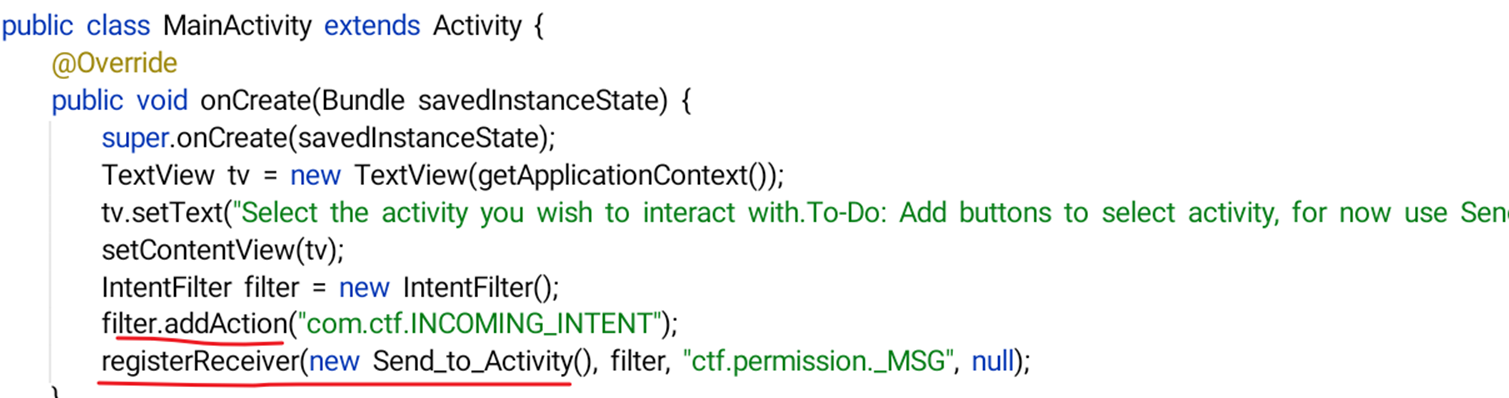 public class MainActivity extends Activity {
@Override
public void onCreate(Bundle savedInstanceState) {
super.onCreate(savedInstanceState);
TextView tv = new TextView(getApplicationContext());
tv.setText("Select the activity you wish to interact with.To-Do: Add buttons to select activity, for now use
setContentView(tv);
IntentFilter filter = new IntentFilter();
filter.addAction("com.ctf.INCOMING_INTENT");
registerReceiver(new Send_to_Activity(), filter, "ctf.permission._MSG", null);
}